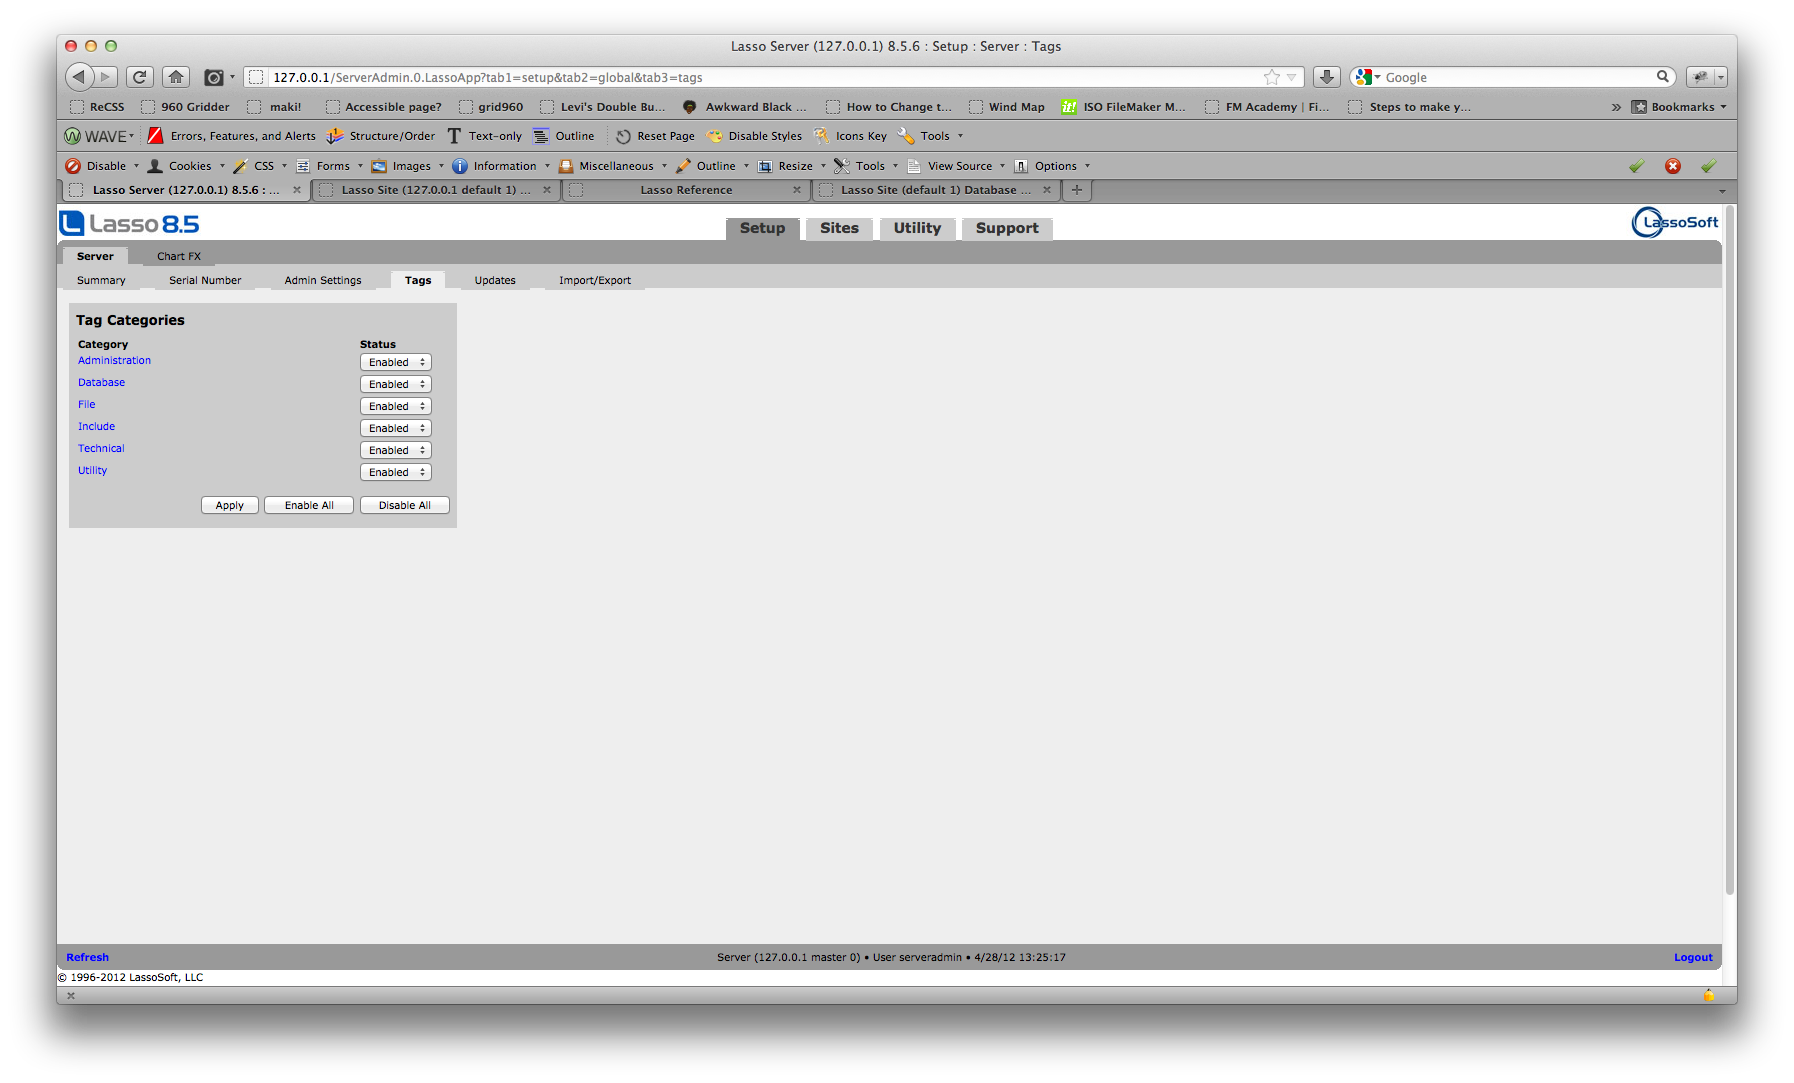 Lasso Server (127.0.0.1) 8.5.6 : Setup : Server : Tags
127.0.0.1/ServerAdmin.0.LassoApp?tab1=setup&tab2=global&tab3=tags
Google
ReCSS 960 Gridder maki! Accessible page? grid960 Levi's Double Bu... Awkward Black ... How to Change t... Wind Map it! ISO FileMaker M... FM Academy | Fi... Steps to make y... » Bookmarks
WAVE Errors, Features, and Alerts Structure/Order T Text-only Outline Reset Page Disable Styles Icons Key Tools
Disable Cookies CSS Forms Images Information Miscellaneous Outline Resize Tools View Source Options
Lasso Server (127.0.0.1) 8.5.6 : ... Lasso Site (127.0.0.1 default 1) ... Lasso Reference Lasso Site (default 1) Database ...
Lasso 8.5 Setup Sites Utility Support LassoSoft
Server Chart FX
Summary Serial Number Admin Settings Tags Updates Import/Export
Tag Categories
Category Status
Administration Enabled
Database Enabled
File Enabled
Include Enabled
Technical Enabled
Utility Enabled
Apply Enable All Disable All
Refresh Server (127.0.0.1 master 0) • User serveradmin • 4/28/12 13:25:17 Logout
© 1996-2012 LassoSoft, LLC